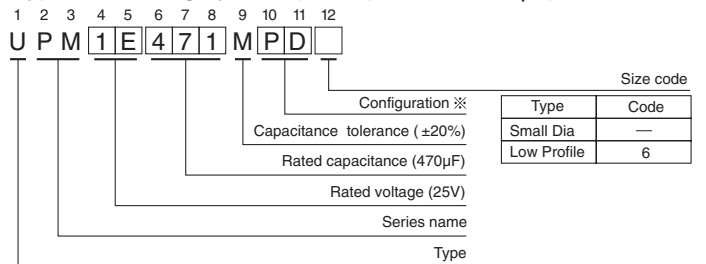 1 2 3 4 5 6 7 8 9 10 11 12
U P M 1 E 4 7 1 M P D
Size code
Configuration ※
Type Code
Capacitance tolerance (±20%)
Small Dia —
Rated capacitance (470µF)
Low Profile 6
Rated voltage (25V)
Series name
Type